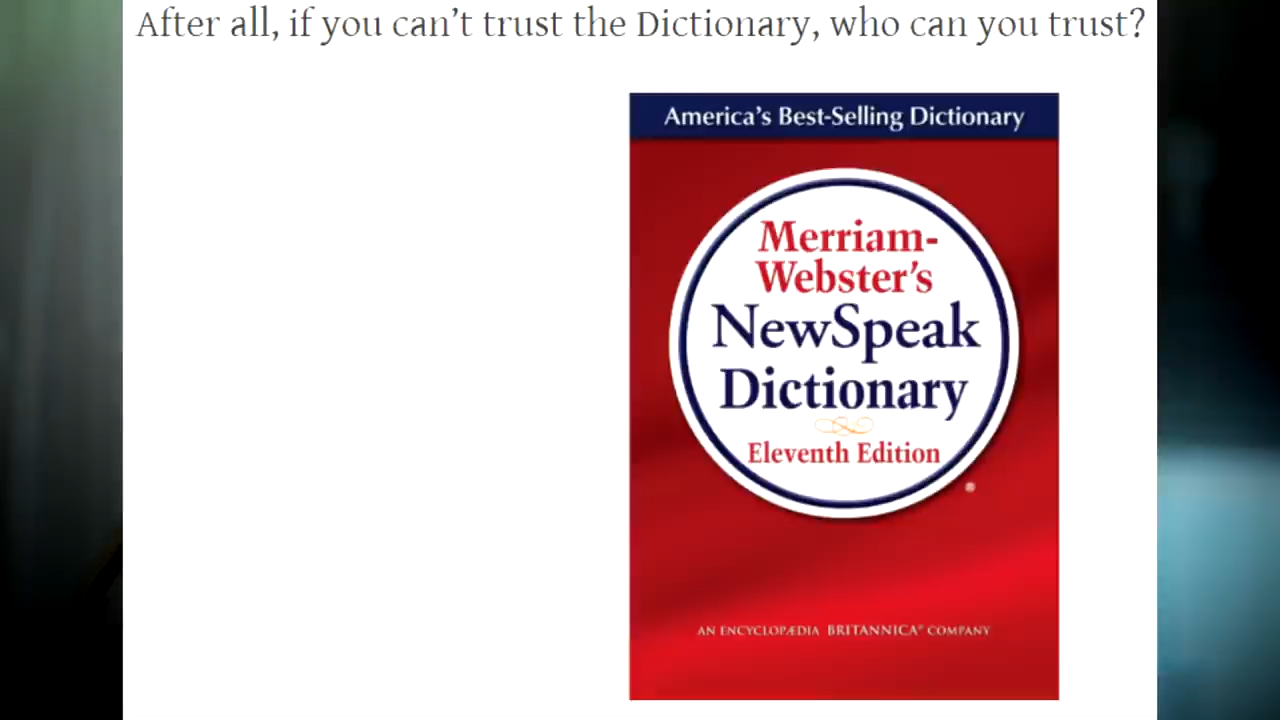 After all, if you can’t trust the Dictionary, who can you trust?
America’s Best-Selling Dictionary
Merriam-
Webster’s
NewSpeak
Dictionary
Eleventh Edition
®
AN ENCYCLOPÆDIA BRITANNICA® COMPANY